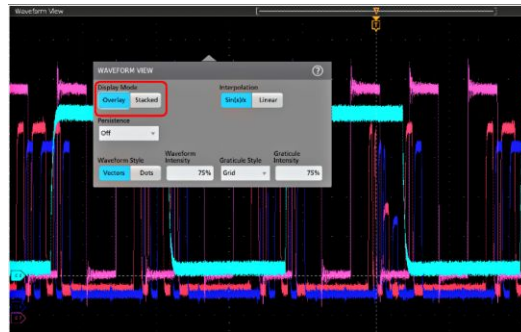 Waveform View
WAVEFORM VIEW
Display Mode
Interpolation
Overlay Stacked
Sin(x)/x Linear
Persistence
Off
Waveform Style
Waveform Intensity
Graticule Style
Graticule Intensity
Vectors Dots
75%
Grid
75%